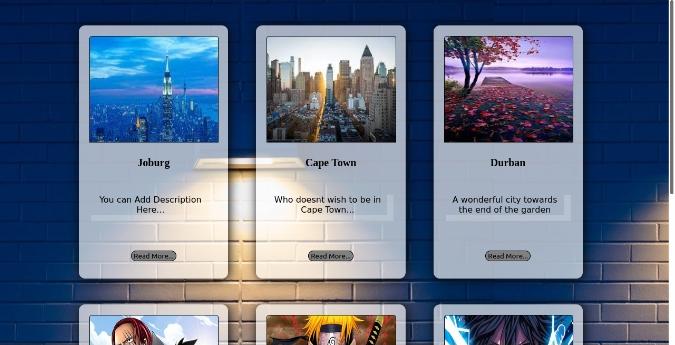 Joburg
Cape Town
Durban
You can Add Description
Here...
Who doesnt wish to be in
Cape Town...
A wonderful city towards
the end of the garden
Read More...
Read More...
Read More...